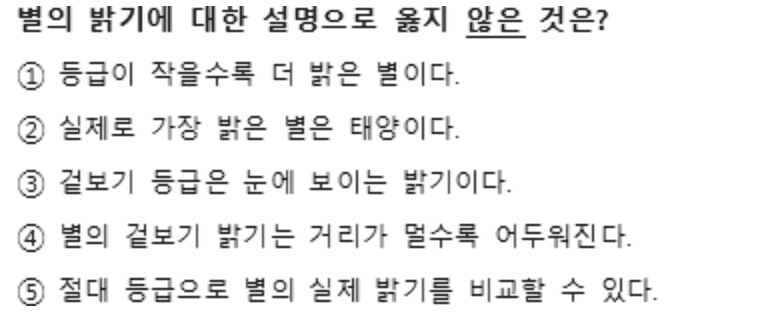 별의 밝기에 대한 설명으로 옳지 않은 것은?
① 등급이 작을수록 더 밝은 별이다.
② 실제로 가장 밝은 별은 태양이다.
③ 겉보기 등급은 눈에 보이는 밝기이다.
④ 별의 겉보기 밝기는 거리가 멀수록 어두워진다.
⑤ 절대 등급으로 별의 실제 밝기를 비교할 수 있다.